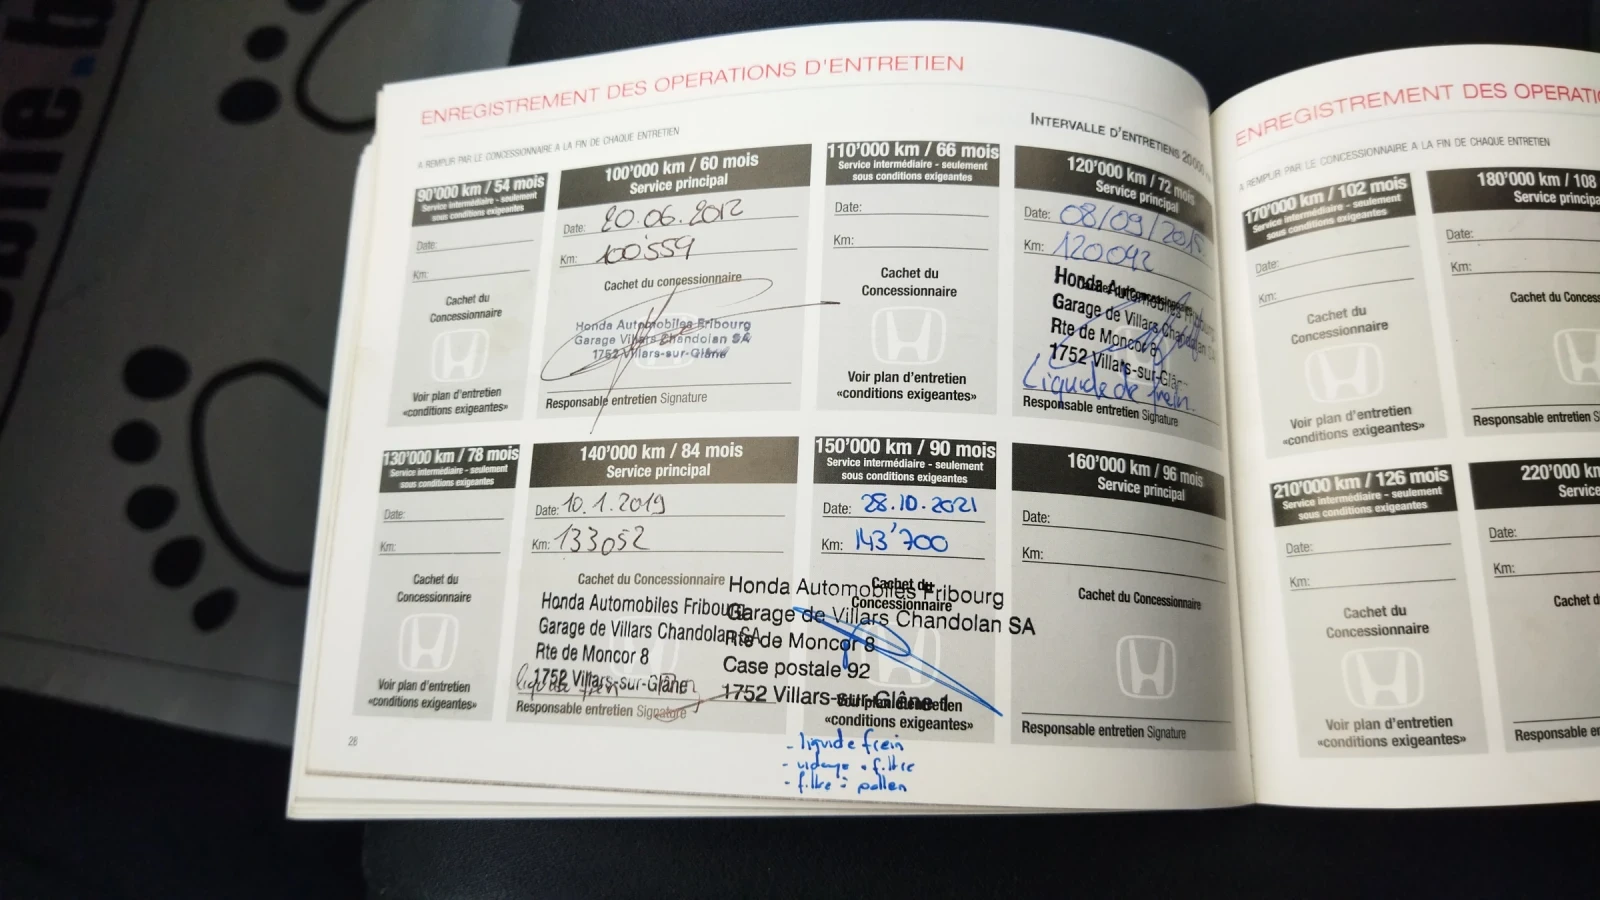 ENREGISTREMENT DES OPERATIONS D'ENTRETIEN
A REMPLIR PAR LE CONCESSIONNAIRE A LA FIN DE CHAQUE ENTRETIEN
INTERVALLE D'ENTRETIENS
90'000 km / 54 mois
Service intermédiaire - seulement
sous conditions exigeantes
Date:
Km:
Cachet du
Concessionnaire
Voir plan d'entretien
«conditions exigeantes»
100'000 km / 60 mois
Service principal
Date: 20.06.2012
Km: 100'559
Cachet du concessionnaire
Honda Automobiles Fribourg
Garage Villars Chandolan SA
1752 Villars-sur-Glâne
Responsable entretien Signature
110'000 km / 66 mois
Service intermédiaire - seulement
sous conditions exigeantes
Date:
Km:
Cachet du
Concessionnaire
Voir plan d'entretien
«conditions exigeantes»
120'000 km / 72 mois
Service principal
Date: 08/09/2015
Km: 120092
Honda Automobiles
Garage de Villars Chandolan
Rte de Moncor 8
1752 Villars-sur-Glâ
Liquide de frein.
Responsable entretien Signature
130'000 km / 78 mois
Service intermédiaire - seulement
sous conditions exigeantes
Date:
Km:
Cachet du
Concessionnaire
Voir plan d'entretien
«conditions exigeantes»
140'000 km / 84 mois
Service principal
Date: 10.1.2019
Km: 133052
Cachet du Concessionnaire
Honda Automobiles Fribourg
Garage de Villars Chandolan SA
Rte de Moncor 8
1752 Villars-sur-Glâne
liquide frein
Responsable entretien Signature
150'000 km / 90 mois
Service intermédiaire - seulement
sous conditions exigeantes
Date: 28.10.2021
Km: 143'700
Cachet du
Concessionnaire
Honda Automobiles Fribourg
Garage de Villars Chandolan SA
Rte de Moncor 8
Case postale 92
1752 Villars-sur-Glâne 1
«conditions exigeantes»
- liquide frein
- vidange + filtre
- filtre à pollen
160'000 km / 96 mois
Service principal
Date:
Km:
Cachet du Concessionnaire
Responsable entretien Signature
28
ENREGISTREMENT DES OPERATI
A REMPLIR PAR LE CONCESSIONNAIRE A LA FIN DE CHAQUE ENTRETIEN
170'000 km / 102 mois
Service intermédiaire - seulement
sous conditions exigeantes
Date:
Km:
Cachet du
Concessionnaire
Voir plan d'entretien
«conditions exigeantes»
180'000 km / 108
Service principa
Date:
Km:
Cachet du Conces
Responsable entretien S
210'000 km / 126 mois
Service intermédiaire - seulement
sous conditions exigeantes
Date:
Km:
Cachet du
Concessionnaire
Voir plan d'entretien
«conditions exigeantes»
220'000 km
Service
Date:
Km:
Cachet d
Responsable en